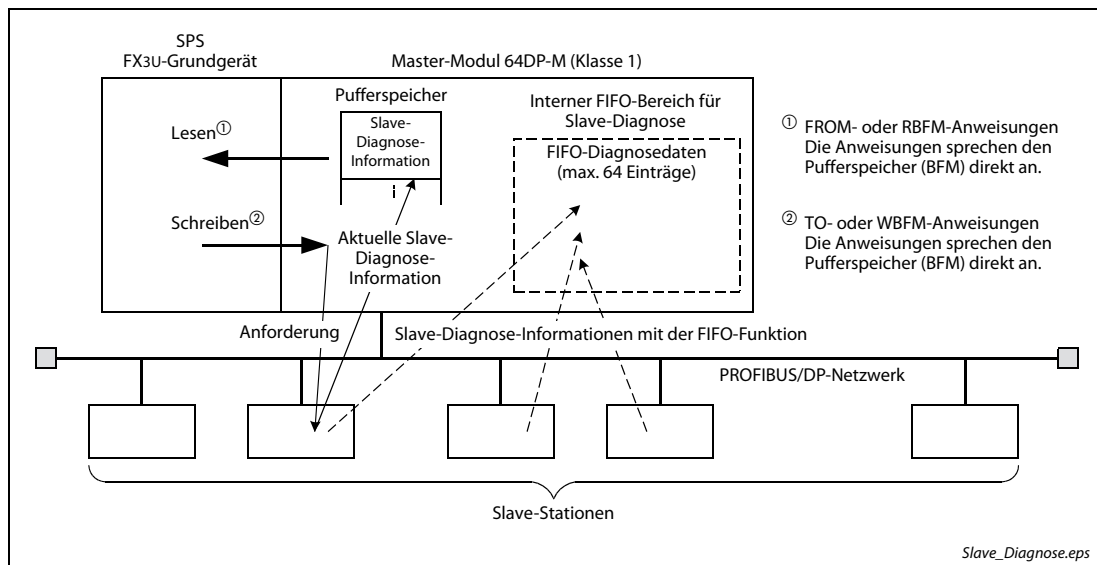 SPS
FX3U-Grundgerät
Master-Modul 64DP-M (Klasse 1)
Pufferspeicher
Slave-
Diagnose-
Information
Interner FIFO-Bereich für
Slave-Diagnose
FIFO-Diagnosedaten
(max. 64 Einträge)
Lesen①
Schreiben②
Aktuelle Slave-
Diagnose-
Information
① FROM- oder RBFM-Anweisungen
Die Anweisungen sprechen den
Pufferspeicher (BFM) direkt an.
② TO- oder WBFM-Anweisungen
Die Anweisungen sprechen den
Pufferspeicher (BFM) direkt an.
Anforderung
Slave-Diagnose-Informationen mit der FIFO-Funktion
PROFIBUS/DP-Netzwerk
Slave-Stationen
Slave_Diagnose.eps